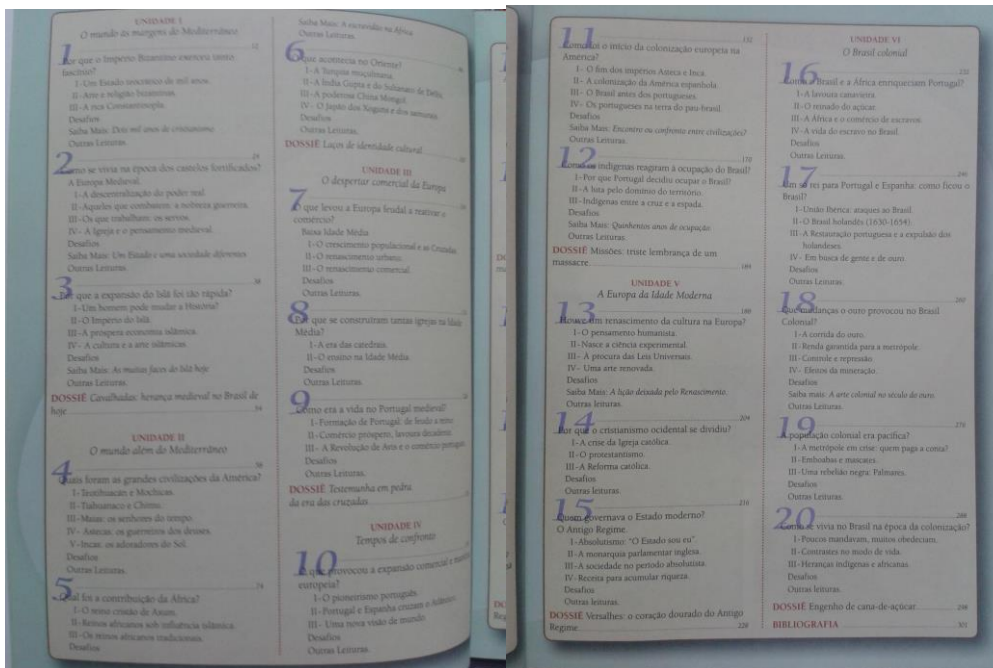 UNIDADE I
O mundo às margens do Mediterrâneo
1
12
Por que o Império Bizantino exerceu tanto
fascínio?
I- Um Estado teocrático de mil anos.
II- Arte e religião bizantinas.
III- A rica Constantinopla.
Desafios
Saiba Mais: Dois mil anos de cristianismo
Outras Leituras.
2
Como se vivia na época dos castelos fortificados?
A Europa Medieval.
I- A descentralização do poder real.
II- Aqueles que combatem: a nobreza guerreira.
III- Os que trabalham: os servos.
IV- A Igreja e o pensamento medieval.
Desafios
Saiba Mais: Um Estado e uma sociedade diferentes
Outras Leituras.
3
38
Por que a expansão do Islã foi tão rápida?
I- Um homem pode mudar a História?
II- O Império do Islã.
III- A próspera economia islâmica.
IV- A cultura e a arte islâmicas.
Desafios
Saiba Mais: As muitas faces do Islã hoje
Outras Leituras.
DOSSIÊ Cavalhadas: herança medieval no Brasil de
hoje
54
UNIDADE II
O mundo além do Mediterrâneo
4
56
Quais foram as grandes civilizações da América?
I- Teotihuacán e Mochicas.
II- Tiahuanaco e Chimu.
III- Maias: os senhores do tempo.
IV- Astecas: os guerreiros dos deuses.
V- Incas: os adoradores do Sol.
Desafios
Outras Leituras.
5
74
Qual foi a contribuição da África?
I- O reino cristão de Axum.
II- Reinos africanos sob influência islâmica.
III- Os reinos africanos tradicionais.
Desafios
Saiba Mais: A escravidão na África
Outras Leituras.
6
O que acontecia no Oriente?
I- A Turquia muçulmana.
II- A Índia Gupta e do Sultanato de Délhi.
III- A poderosa China Mongol.
IV- O Japão dos Xoguns e dos samurais.
Desafios
Outras Leituras.
DOSSIÊ Laços de identidade cultural
UNIDADE III
O despertar comercial da Europa
7
O que levou a Europa feudal a reativar o
comércio?
Baixa Idade Média
I- O crescimento populacional e as Cruzadas.
II- O renascimento urbano.
III- O renascimento comercial.
Desafios
Outras Leituras.
8
Por que se construíram tantas igrejas na Idade
Média?
I- A era das catedrais.
II- O ensino na Idade Média.
Desafios
Outras Leituras.
9
Como era a vida no Portugal medieval?
I- Formação de Portugal: de feudo a reino
II- Comércio próspero, lavoura decadente.
III- A Revolução de Avis e o comércio português
Desafios
Outras Leituras.
DOSSIÊ Testemunha em pedra
da era das cruzadas
UNIDADE IV
Tempos de confronto
10
O que provocou a expansão comercial e
europeia?
I- O pioneirismo português.
II- Portugal e Espanha cruzam o Atlântico.
III- Uma nova visão de mundo.
Desafios
Outras Leituras.
11
152
Como foi o início da colonização europeia na
América?
I- O fim dos impérios Asteca e Inca.
II- A colonização da América espanhola.
III- O Brasil antes dos portugueses.
IV- Os portugueses na terra do pau-brasil.
Desafios
Saiba Mais: Encontro ou confronto entre civilizações?
Outras Leituras.
12
170
Como os indígenas reagiram à ocupação do Brasil?
I- Por que Portugal decidiu ocupar o Brasil?
II- A luta pelo domínio do território.
III- Indígenas entre a cruz e a espada.
Desafios
Saiba Mais: Quinhentos anos de ocupação.
Outras Leituras.
DOSSIÊ Missões: triste lembrança de um
massacre
UNIDADE V
A Europa da Idade Moderna
13
Houve um renascimento da cultura na Europa?
I- O pensamento humanista.
II- Nasce a ciência experimental.
III- À procura das Leis Universais.
IV- Uma arte renovada.
Desafios
Saiba Mais: A lição deixada pelo Renascimento.
Outras leituras.
14
204
Por que o cristianismo ocidental se dividiu?
I- A crise da Igreja católica.
II- O protestantismo.
III- A Reforma católica.
Desafios
Outras leituras.
15
216
Quem governava o Estado moderno?
O Antigo Regime.
I- Absolutismo: "O Estado sou eu".
II- A monarquia parlamentar inglesa.
III- A sociedade no período absolutista.
IV- Receita para acumular riqueza.
Desafios
Outras Leituras.
DOSSIÊ Versalhes: o coração dourado do Antigo
Regime
228
UNIDADE VI
O Brasil colonial
16
Como o Brasil e a África enriqueciam Portugal?
I- A lavoura canavieira.
II- O reinado do açúcar.
III- A África e o comércio de escravos
IV- A vida do escravo no Brasil.
Desafios
Outras Leituras.
17
Um só rei para Portugal e Espanha: como ficou o
Brasil?
I- União Ibérica: ataques ao Brasil.
II- O Brasil holandês (1630-1654).
III- A Restauração portuguesa e a expulsão dos
holandeses.
IV- Em busca de gente e de ouro.
Desafios
Outras Leituras.
18
260
Que mudanças o ouro provocou no Brasil
Colonial?
I- A corrida do ouro.
II- Renda garantida para a metrópole.
III- Controle e repressão.
IV- Efeitos da mineração.
Desafios
Saiba mais: A arte colonial no século de ouro.
Outras Leituras.
19
A população colonial era pacífica?
I- A metrópole em crise: quem paga a conta?
II- Emboabas e mascates.
III- Uma rebelião negra: Palmares.
Desafios
Outras Leituras.
20
288
Como se vivia no Brasil na época da colonização?
I- Poucos mandavam, muitos obedeciam.
II- Contrastes no modo de vida.
III- Heranças indígenas e africanas.
Desafios
Outras Leituras.
DOSSIÊ Engenho de cana-de-açúcar
298
BIBLIOGRAFIA
301